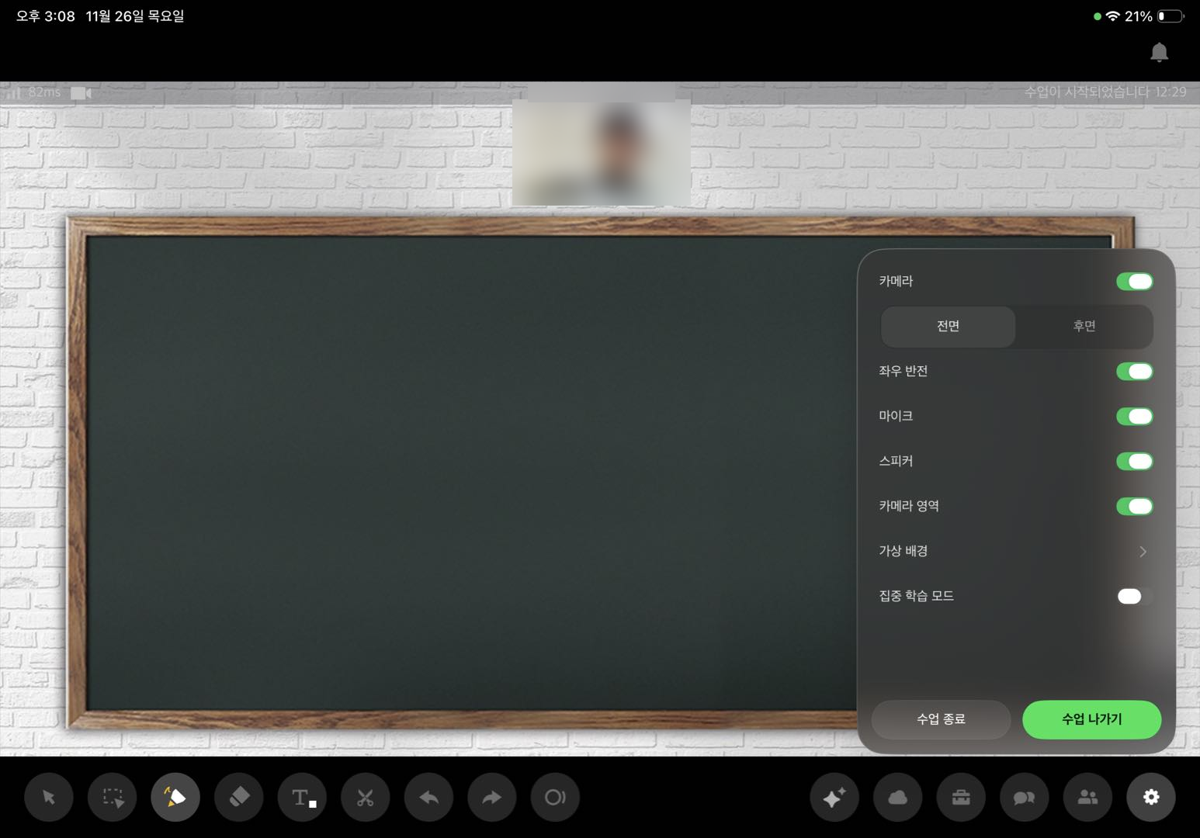 오후 3:08 11월 26일 목요일
21%
82ms
수업이 시작되었습니다 12:29
카메라
전면 후면
좌우 반전
마이크
스피커
카메라 영역
가상 배경
집중 학습 모드
수업 종료 수업 나가기
T